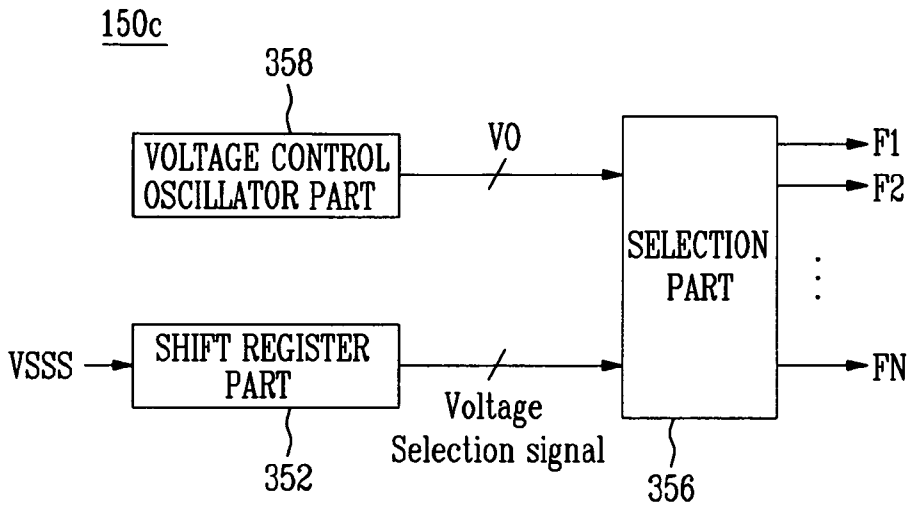 150c
358
VOLTAGE CONTROL
OSCILLATOR PART
VO
F1
F2
SELECTION
PART
VSSS
SHIFT REGISTER
PART
FN
Voltage
Selection signal
352
356